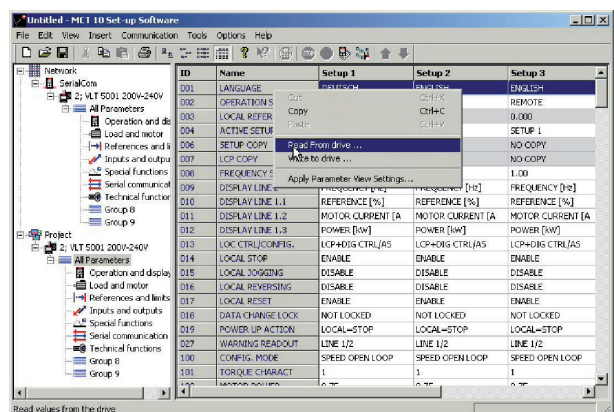 Untitled - MCT 10 Set-up Software
File Edit View Insert Communication Tools Options Help
Network
SerialCom
2; VLT 5001 200V-240V
All Parameters
Operation and dis
Load and motor
References and li
Inputs and outpu
Special functions
Serial communicat
Technical function
Group 8
Group 9
Project
2; VLT 5001 200V-240V
All Parameters
Operation and display
Load and motor
References and limits
Inputs and outputs
Special functions
Serial communication
Technical functions
Group 8
Group 9
ID Name Setup 1 Setup 2 Setup 3
001 LANGUAGE DEUTSCH ENGLISH ENGLISH
002 OPERATION S REMOTE
003 LOCAL REFER 0.000
004 ACTIVE SETUP SETUP 1
006 SETUP COPY NO COPY
007 LCP COPY NO COPY
008 FREQUENCY S 1.00
009 DISPLAY LINE 2 FREQUENCY [Hz] FREQUENCY [Hz] FREQUENCY [Hz]
010 DISPLAY LINE 1.1 REFERENCE [%] REFERENCE [%] REFERENCE [%]
011 DISPLAY LINE 1.2 MOTOR CURRENT [A MOTOR CURRENT [A MOTOR CURRENT [A
012 DISPLAY LINE 1.3 POWER [kW] POWER [kW] POWER [kW]
013 LOC CTRL/CONFIG. LCP+DIG CTRL/AS LCP+DIG CTRL/AS LCP+DIG CTRL/AS
014 LOCAL STOP ENABLE ENABLE ENABLE
015 LOCAL JOGGING DISABLE DISABLE DISABLE
016 LOCAL REVERSING DISABLE DISABLE DISABLE
017 LOCAL RESET ENABLE ENABLE ENABLE
018 DATA CHANGE LOCK NOT LOCKED NOT LOCKED NOT LOCKED
019 POWER UP ACTION LOCAL=STOP LOCAL=STOP LOCAL=STOP
027 WARNING READOUT LINE 1/2 LINE 1/2 LINE 1/2
100 CONFIG. MODE SPEED OPEN LOOP SPEED OPEN LOOP SPEED OPEN LOOP
101 TORQUE CHARACT 1 1 1
Cut Ctrl+X
Copy Ctrl+C
Paste Ctrl+V
Read From drive ...
Write to drive ...
Apply Parameter View Settings...
Read values from the drive